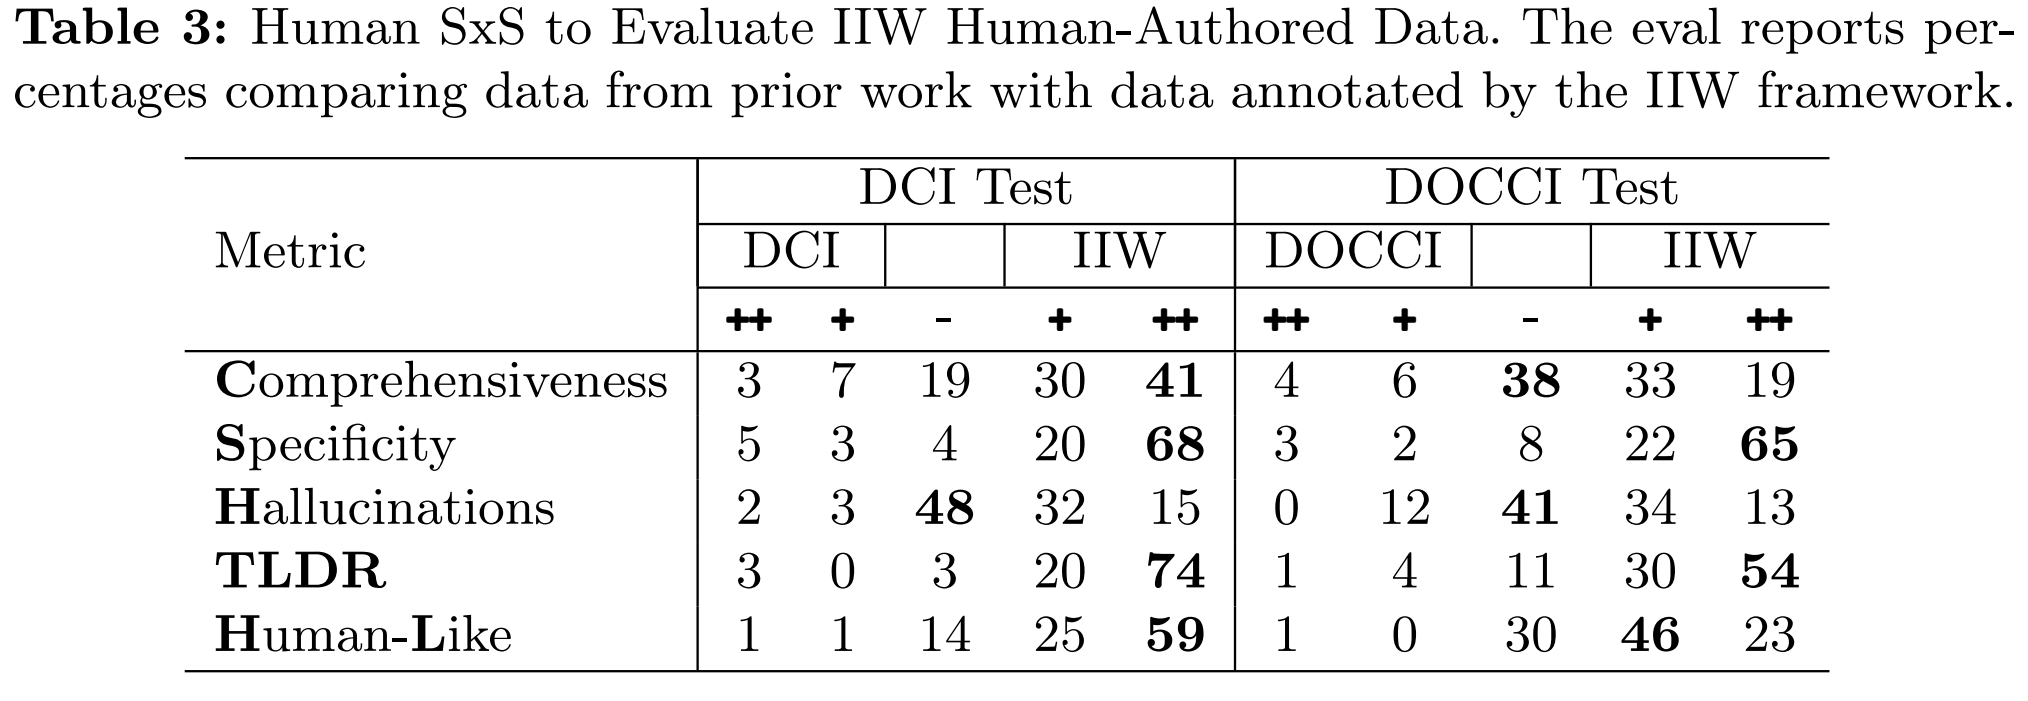 Table 3: Human SxS to Evaluate IIW Human-Authored Data. The eval reports per-
centages comparing data from prior work with data annotated by the IIW framework.
DCI Test DOCCI Test
Metric DCI IIW DOCCI IIW
++ + - + ++ ++ + - + ++
Comprehensiveness 3 7 19 30 41 4 6 38 33 19
Specificity 5 3 4 20 68 3 2 8 22 65
Hallucinations 2 3 48 32 15 0 12 41 34 13
TLDR 3 0 3 20 74 1 4 11 30 54
Human-Like 1 1 14 25 59 1 0 30 46 23